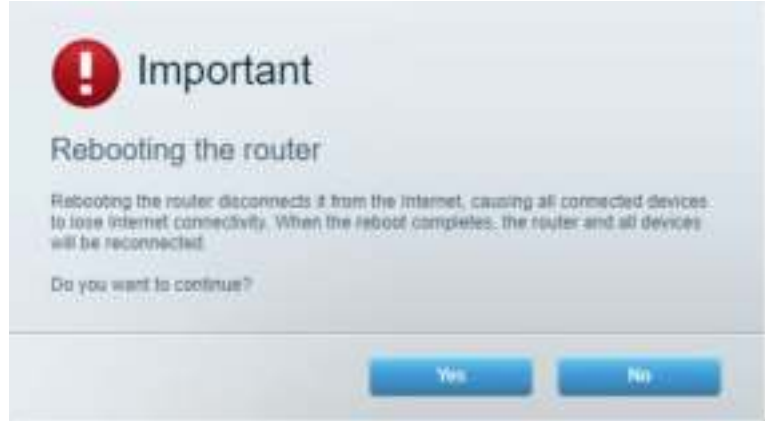 Important
Rebooting the router
Rebooting the router disconnects it from the Internet, causing all connected devices
to lose Internet connectivity. When the reboot completes, the router and all devices
will be reconnected.
Do you want to continue?
Yes
No